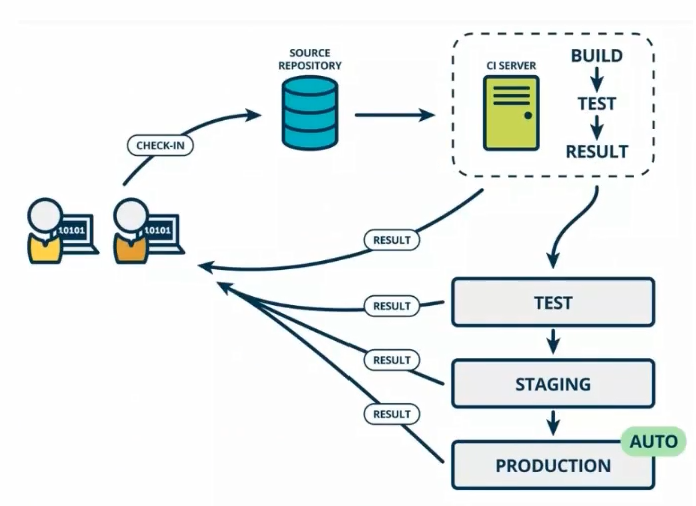 SOURCE
REPOSITORY
CI SERVER
BUILD
TEST
RESULT
CHECK-IN
10101
10101
RESULT
TEST
RESULT
STAGING
RESULT
RESULT
AUTO
PRODUCTION